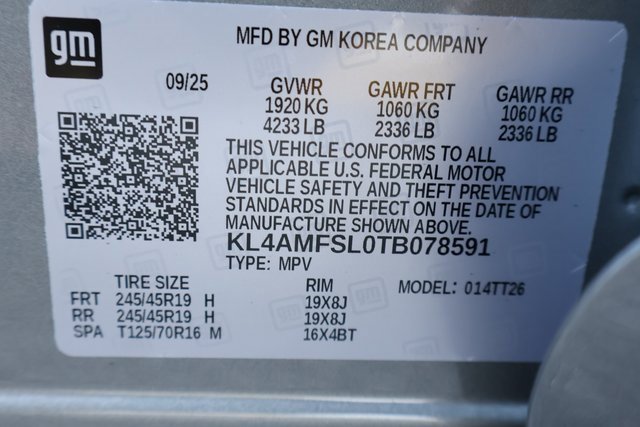 gm
MFD BY GM KOREA COMPANY
09/25 GVWR GAWR FRT GAWR RR
1920 KG 1060 KG 1060 KG
4233 LB 2336 LB 2336 LB
THIS VEHICLE CONFORMS TO ALL
APPLICABLE U.S. FEDERAL MOTOR
VEHICLE SAFETY AND THEFT PREVENTION
STANDARDS IN EFFECT ON THE DATE OF
MANUFACTURE SHOWN ABOVE.
KL4AMFSL0TB078591
TYPE: MPV
TIRE SIZE RIM MODEL: 014TT26
FRT 245/45R19 H 19X8J
RR 245/45R19 H 19X8J
SPA T125/70R16 M 16X4BT